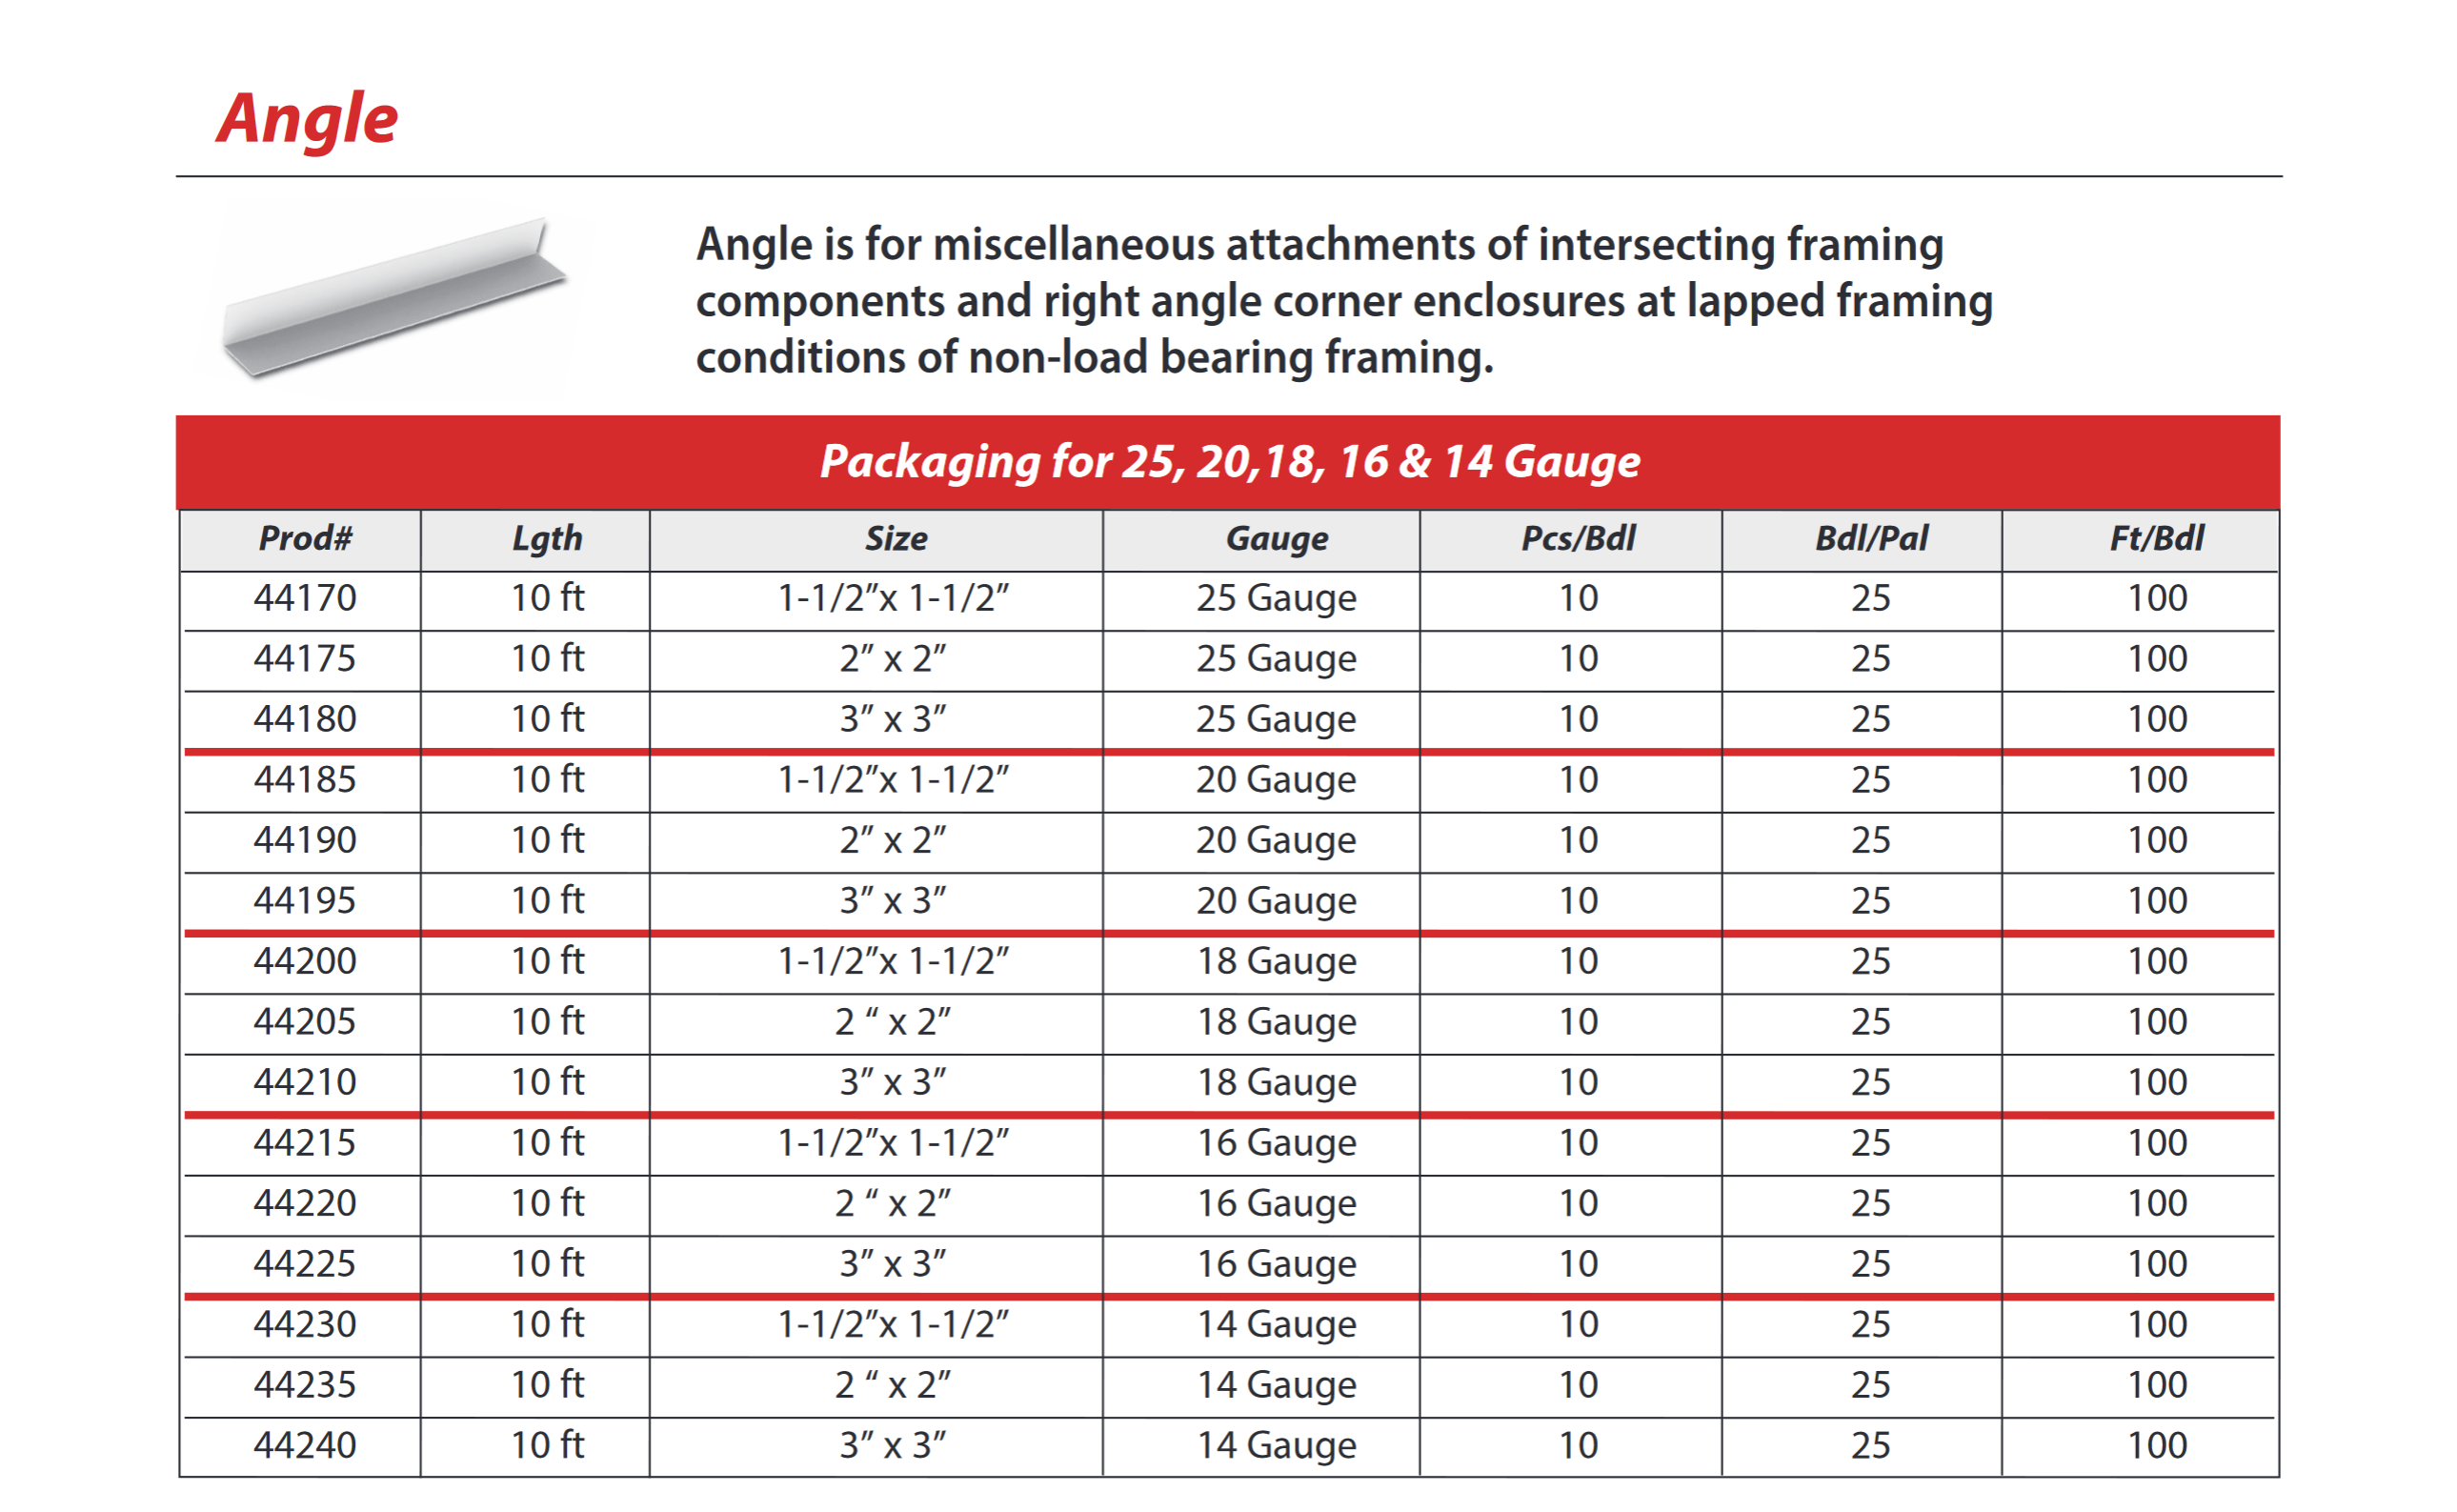 Angle
Angle is for miscellaneous attachments of intersecting framing
components and right angle corner enclosures at lapped framing
conditions of non-load bearing framing.
Packaging for 25, 20,18, 16 & 14 Gauge
Prod# Lgth Size Gauge Pcs/Bdl Bdl/Pal Ft/Bdl
44170 10 ft 1-1/2”x 1-1/2” 25 Gauge 10 25 100
44175 10 ft 2” x 2” 25 Gauge 10 25 100
44180 10 ft 3” x 3” 25 Gauge 10 25 100
44185 10 ft 1-1/2”x 1-1/2” 20 Gauge 10 25 100
44190 10 ft 2” x 2” 20 Gauge 10 25 100
44195 10 ft 3” x 3” 20 Gauge 10 25 100
44200 10 ft 1-1/2”x 1-1/2” 18 Gauge 10 25 100
44205 10 ft 2 “ x 2” 18 Gauge 10 25 100
44210 10 ft 3” x 3” 18 Gauge 10 25 100
44215 10 ft 1-1/2”x 1-1/2” 16 Gauge 10 25 100
44220 10 ft 2 “ x 2” 16 Gauge 10 25 100
44225 10 ft 3” x 3” 16 Gauge 10 25 100
44230 10 ft 1-1/2”x 1-1/2” 14 Gauge 10 25 100
44235 10 ft 2 “ x 2” 14 Gauge 10 25 100
44240 10 ft 3” x 3” 14 Gauge 10 25 100